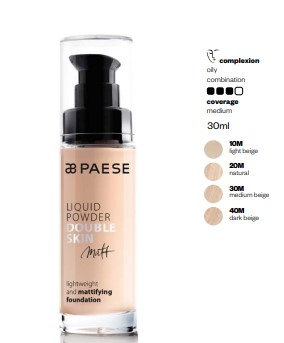 complexion
oily
combination
coverage
medium
30ml
10M
light beige
20M
natural
30M
medium beige
40M
dark beige
PAESE
LIQUID
POWDER
DOUBLE
SKIN
Matt
lightweight
and mattifying
foundation